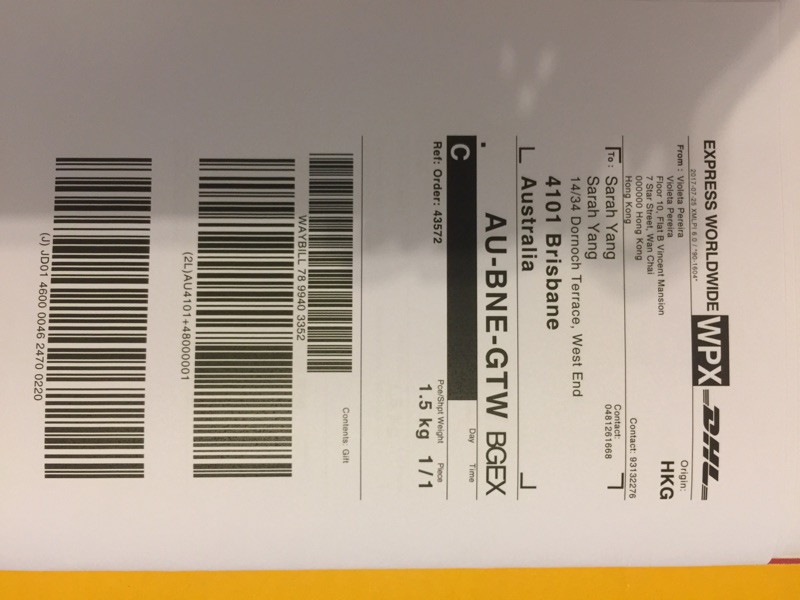 EXPRESS WORLDWIDE WPX DHL
2017-07-25 XMLPI 6.0 / *90-1604*
From : Violeta Pereira
Violeta Pereira
Floor 10, Flat B Vincent Mansion
7 Star Street, Wan Chai
000000 Hong Kong
Hong Kong
Origin:
HKG
Contact: 93132276
To : Sarah Yang
Sarah Yang
14/34 Dornoch Terrace, West End
4101 Brisbane
Australia
Contact:
0481261668
AU-BNE-GTW BGEX
C
Day Time
Ref: Order: 43572
Pce/Shpt Weight Piece
1.5 kg 1/1
Contents: Gift
WAYBILL 78 9940 3352
(2L)AU4101+48000001
(J) JD01 4600 0046 2470 0220